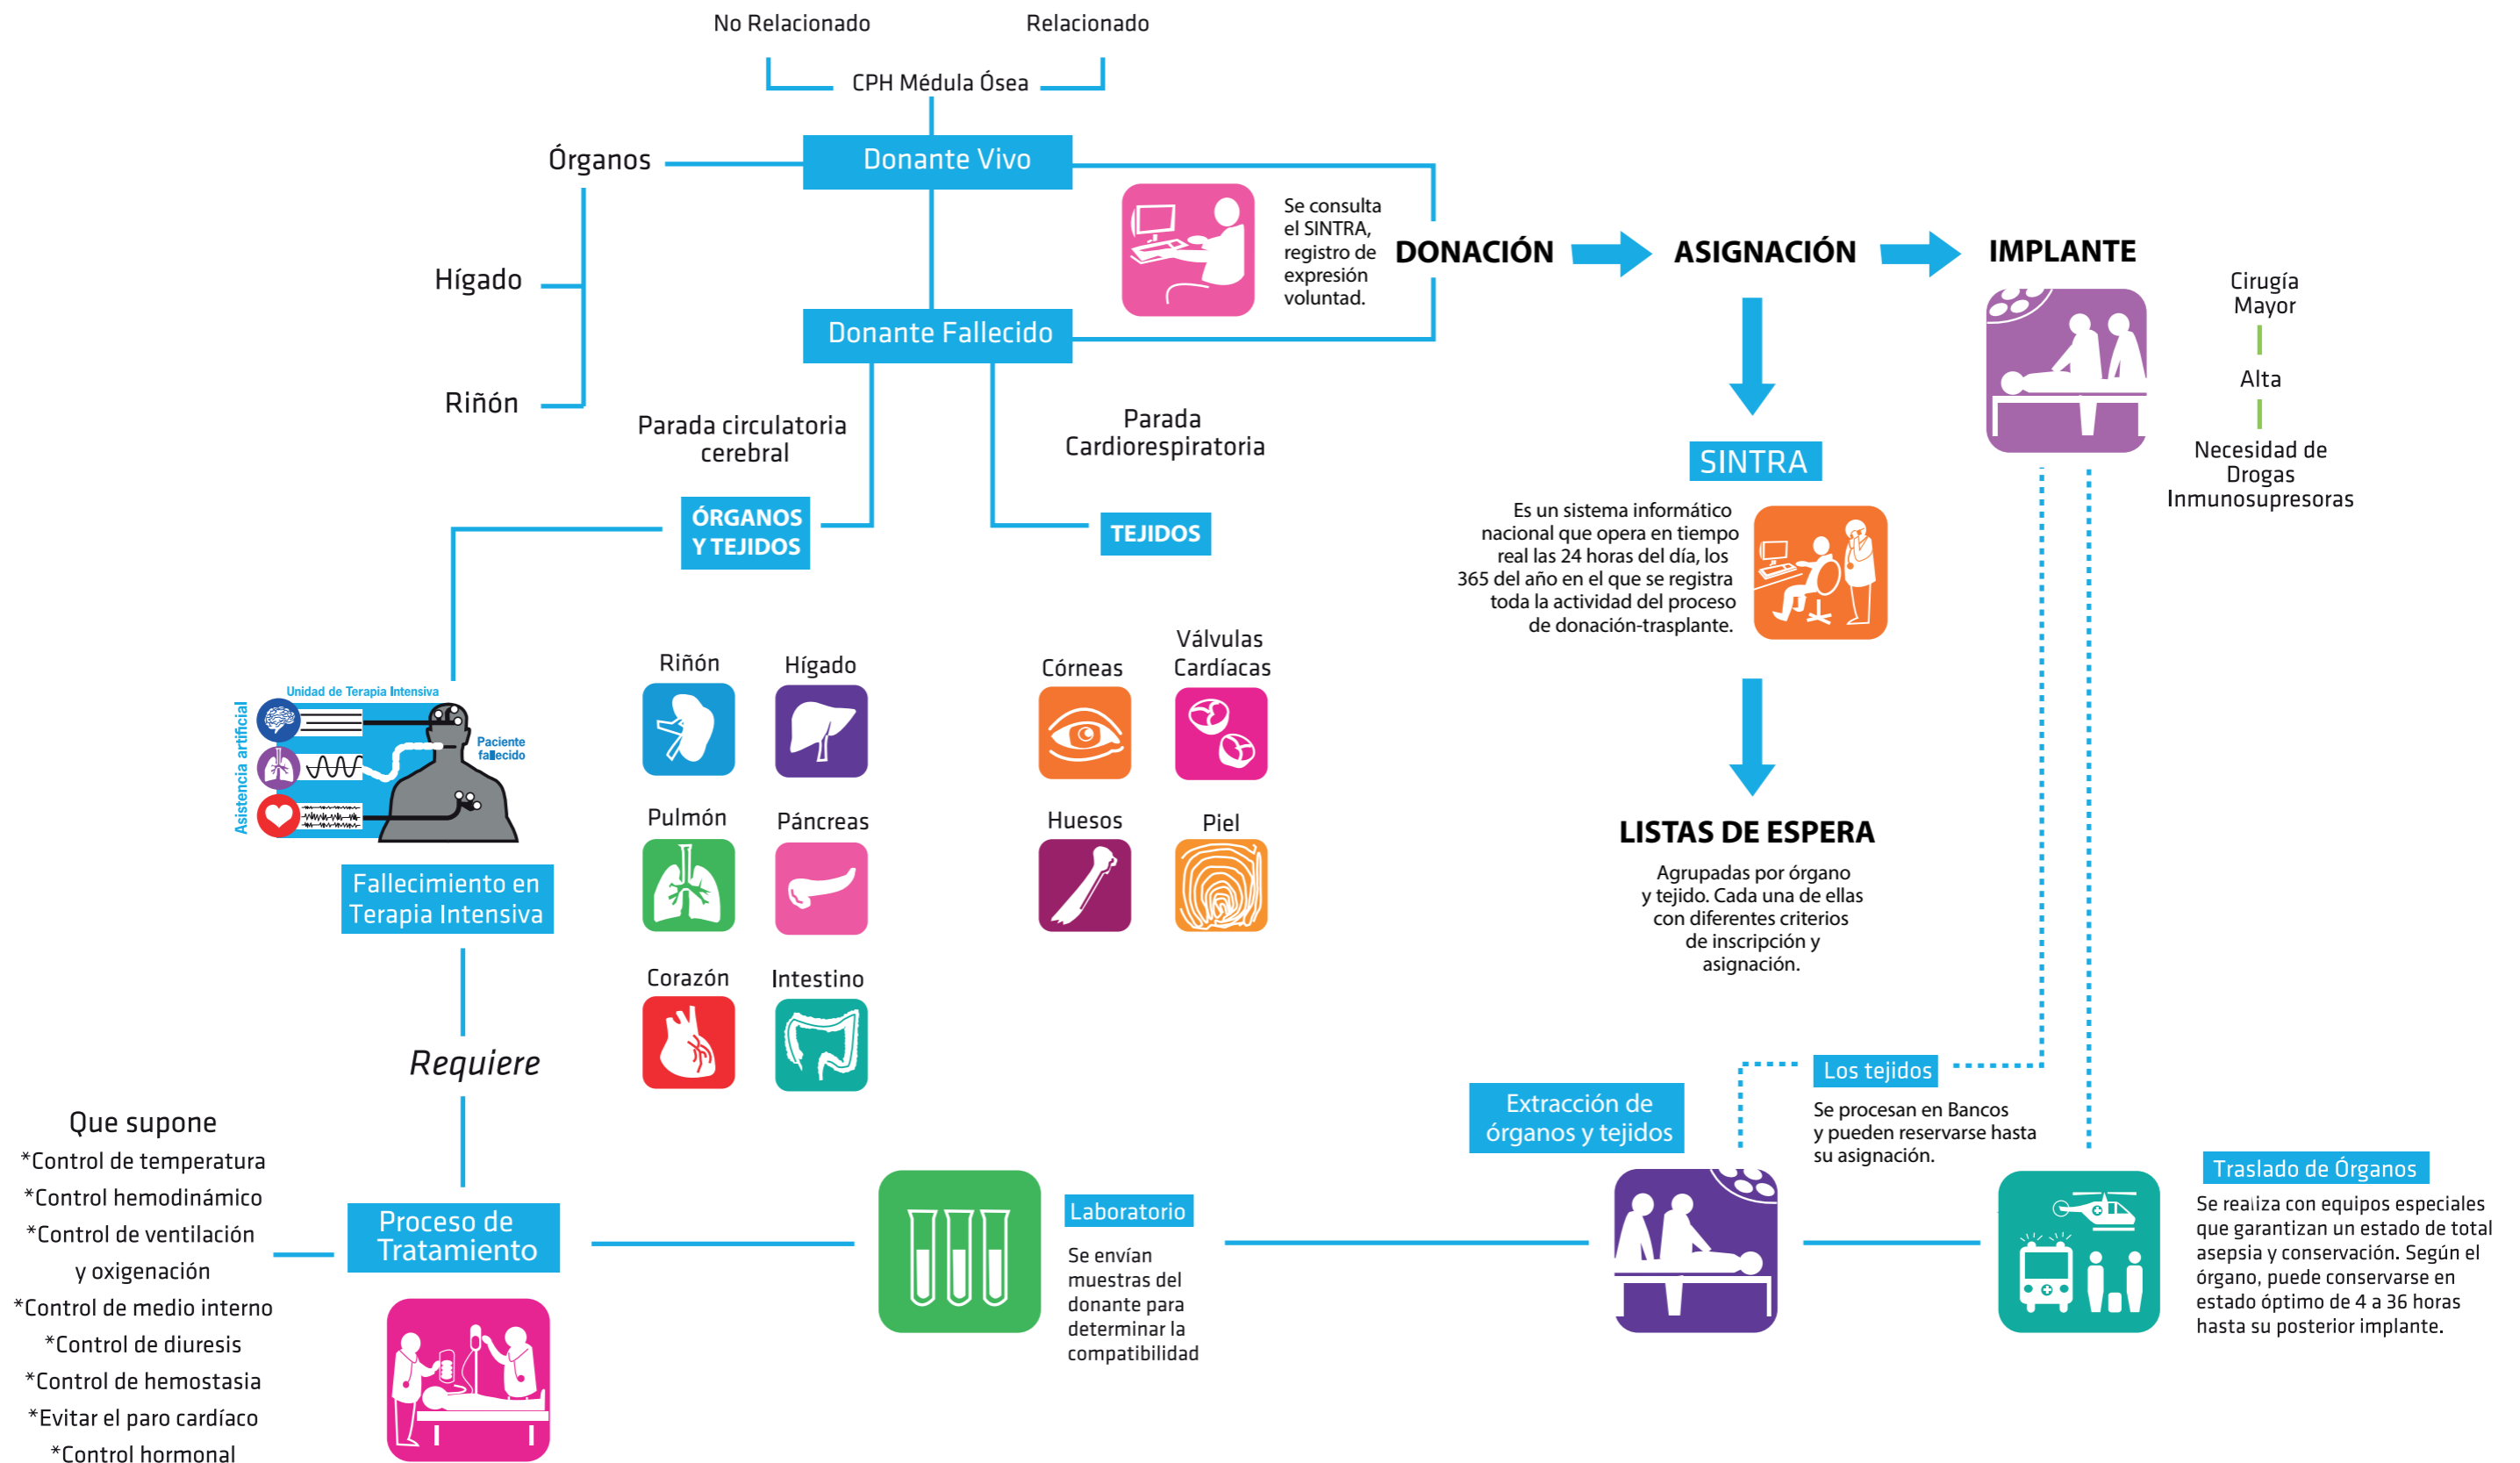 No Relacionado
Relacionado
CPH Médula Ósea
Órganos
Donante Vivo
Hígado
Riñón
Se consulta
el SINTRA,
registro de
expresión
voluntad.
Donante Fallecido
DONACIÓN
ASIGNACIÓN
IMPLANTE
Cirugía
Mayor
Alta
Necesidad de
Drogas
Inmunosupresoras
Parada circulatoria
cerebral
Parada
Cardiorespiratoria
ÓRGANOS
Y TEJIDOS
TEJIDOS
SINTRA
Es un sistema informático
nacional que opera en tiempo
real las 24 horas del día, los
365 del año en el que se registra
toda la actividad del proceso
de donación-trasplante.
Riñón
Hígado
Pulmón
Páncreas
Corazón
Intestino
Córneas
Válvulas
Cardíacas
Huesos
Piel
LISTAS DE ESPERA
Agrupadas por órgano
y tejido. Cada una de ellas
con diferentes criterios
de inscripción y
asignación.
Unidad de Terapia Intensiva
Asistencia artificial
Paciente
fallecido
Fallecimiento en
Terapia Intensiva
Requiere
Que supone
*Control de temperatura
*Control hemodinámico
*Control de ventilación
y oxigenación
*Control de medio interno
*Control de diuresis
*Control de hemostasia
*Evitar el paro cardíaco
*Control hormonal
Proceso de
Tratamiento
Laboratorio
Se envían
muestras del
donante para
determinar la
compatibilidad
Extracción de
órganos y tejidos
Los tejidos
Se procesan en Bancos
y pueden reservarse hasta
su asignación.
Traslado de Órganos
Se realiza con equipos especiales
que garantizan un estado de total
asepsia y conservación. Según el
órgano, puede conservarse en
estado óptimo de 4 a 36 horas
hasta su posterior implante.